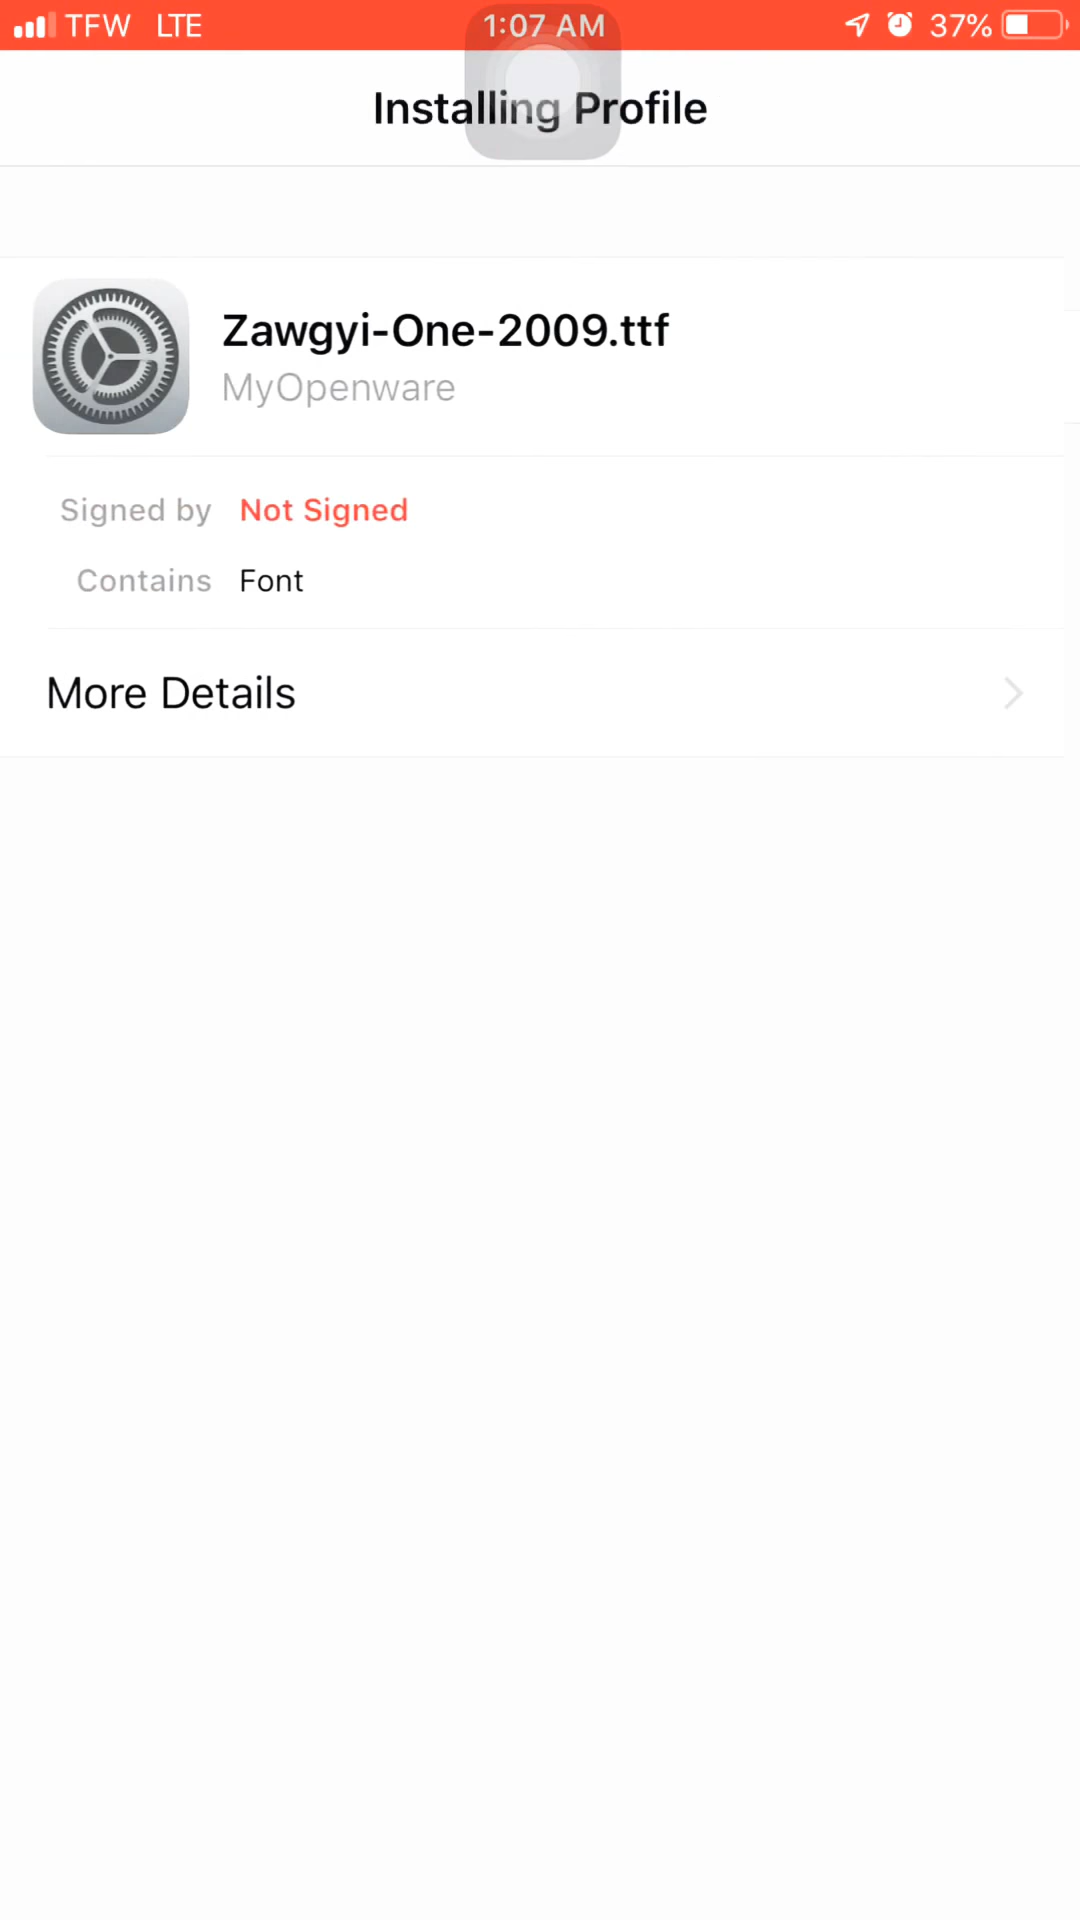 TFW LTE 1:07 AM 37%
Installing Profile
Zawgyi-One-2009.ttf
MyOpenware
Signed by Not Signed
Contains Font
More Details